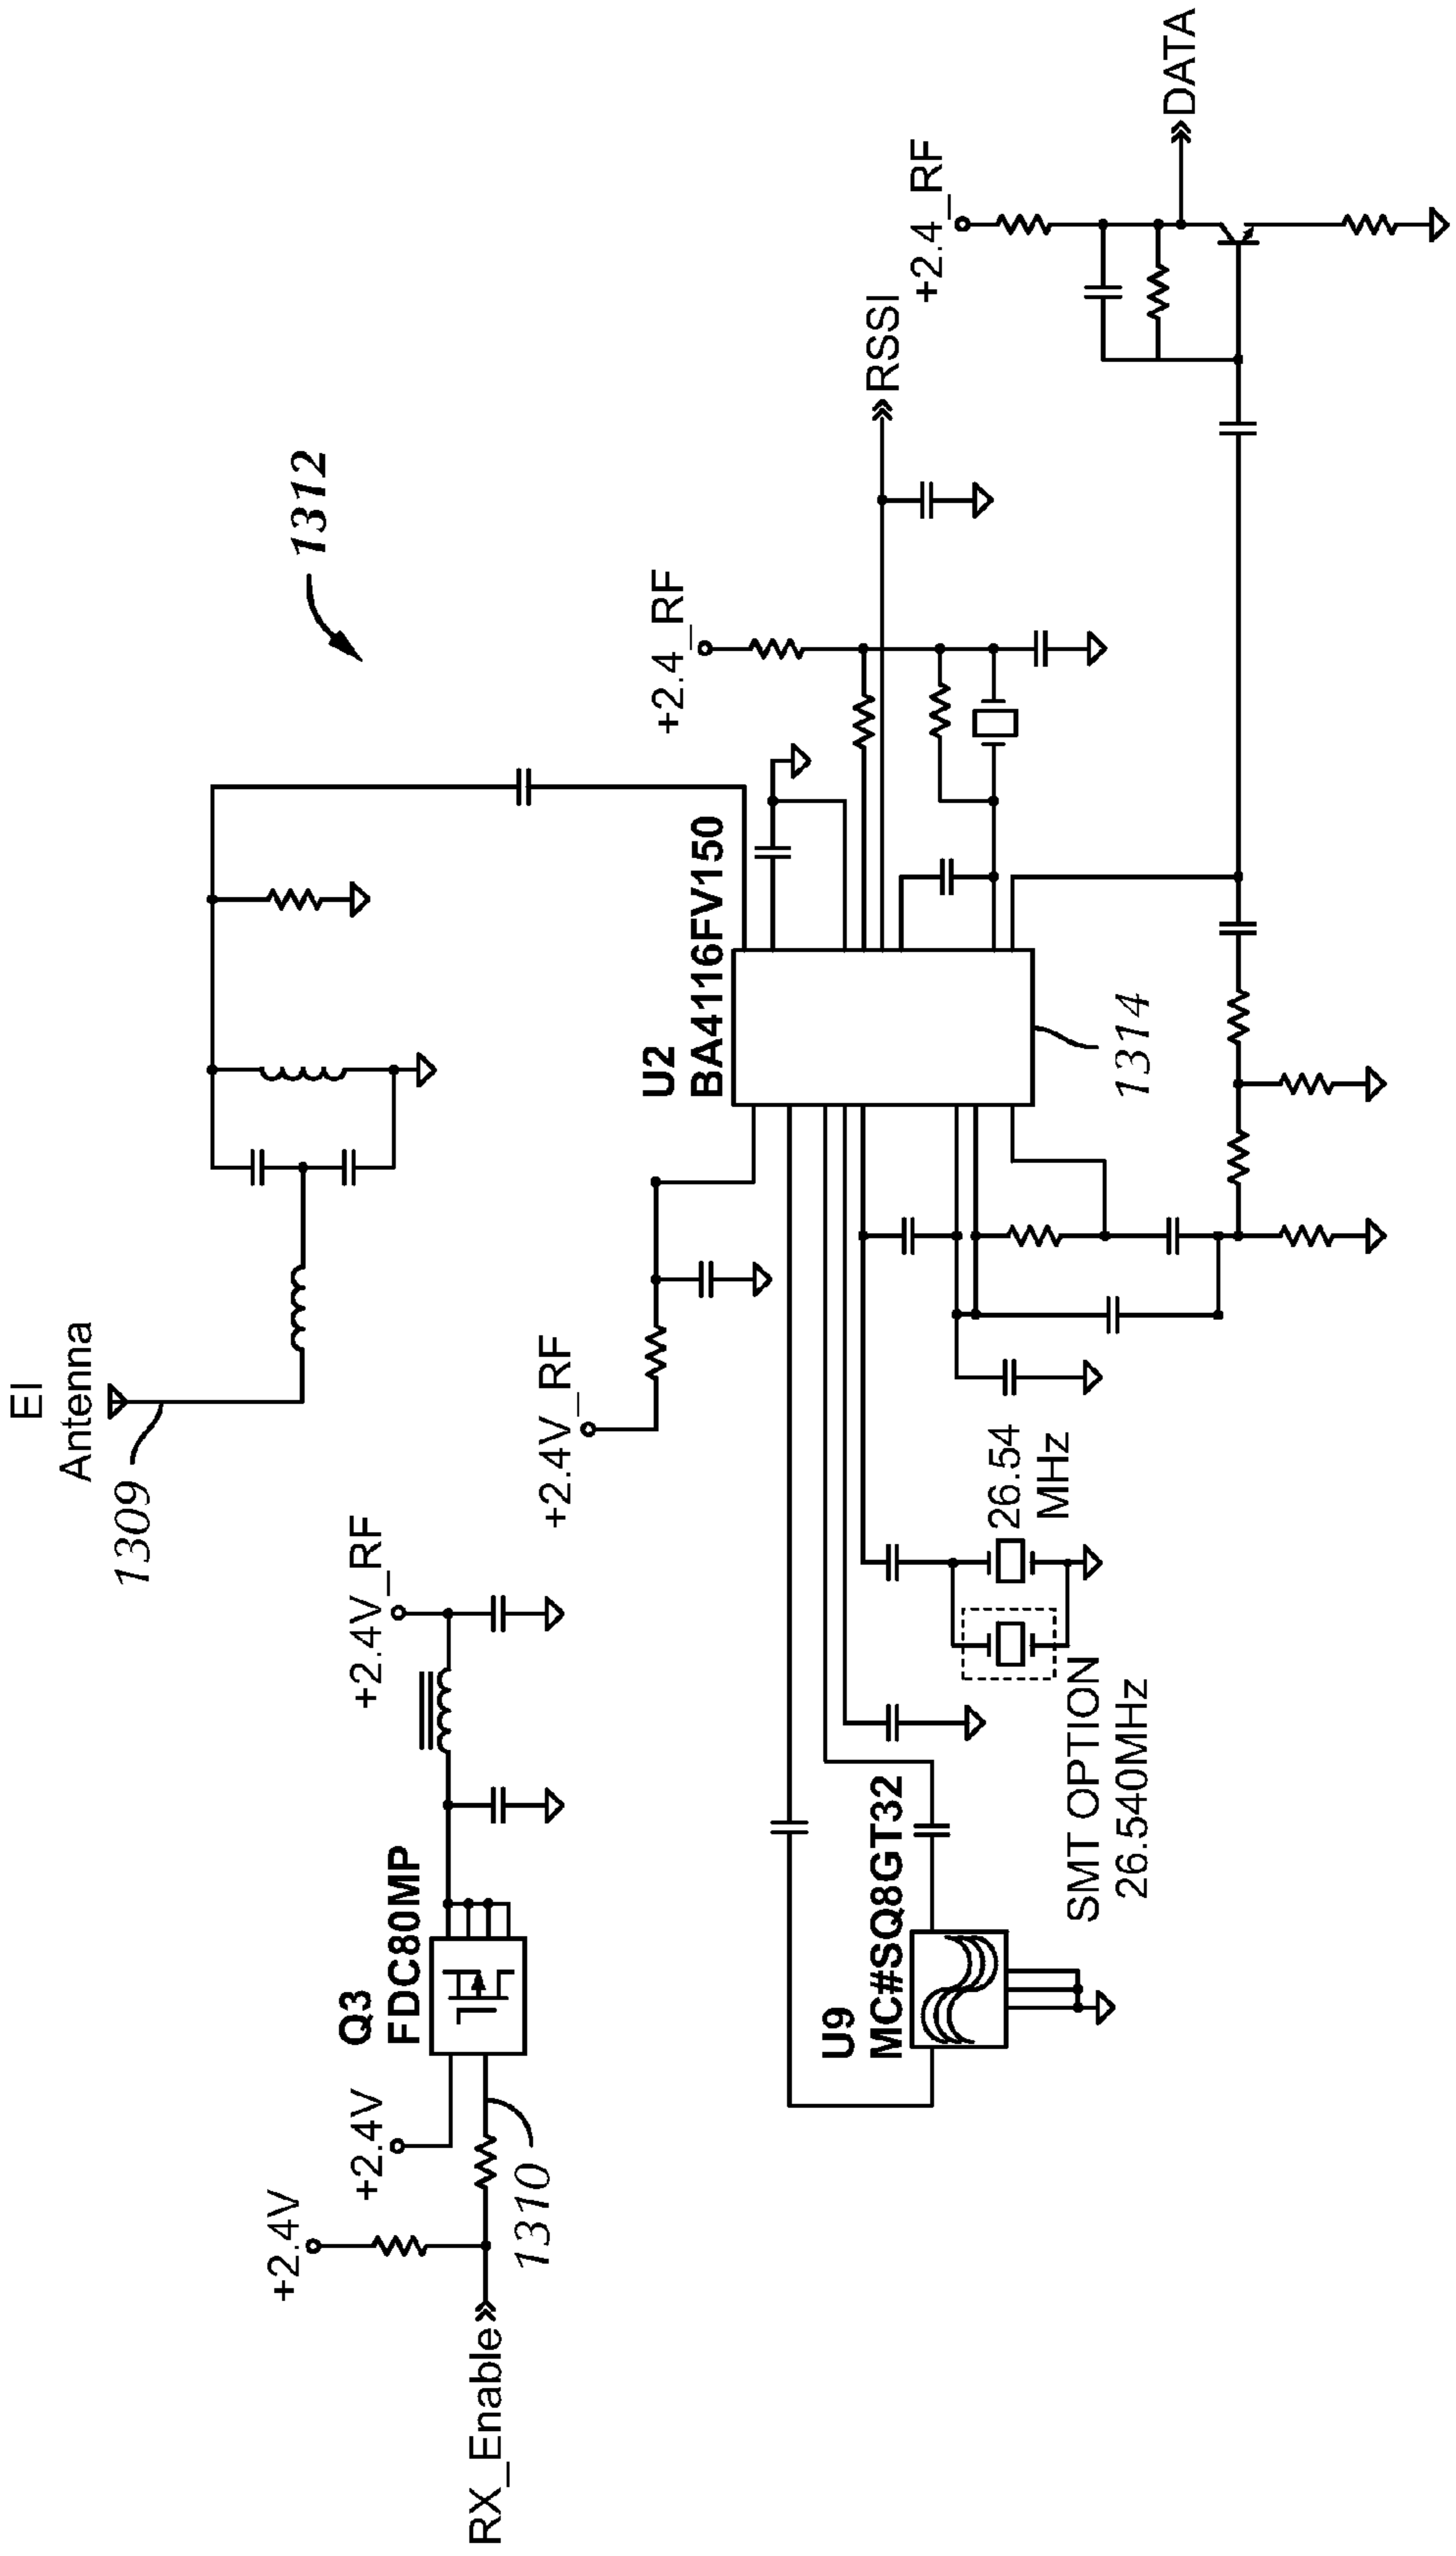 EI
Antenna
1309
1312
+2.4V_RF
+2.4V
+2.4V
Q3
FDC80MP
RX_Enable
1310
+2.4V_RF
U2
BA4116FV150
+2.4_RF
RSSI
+2.4_RF
DATA
U9
MC#SQ8GT32
26.54
MHz
SMT OPTION
26.540MHz
1314